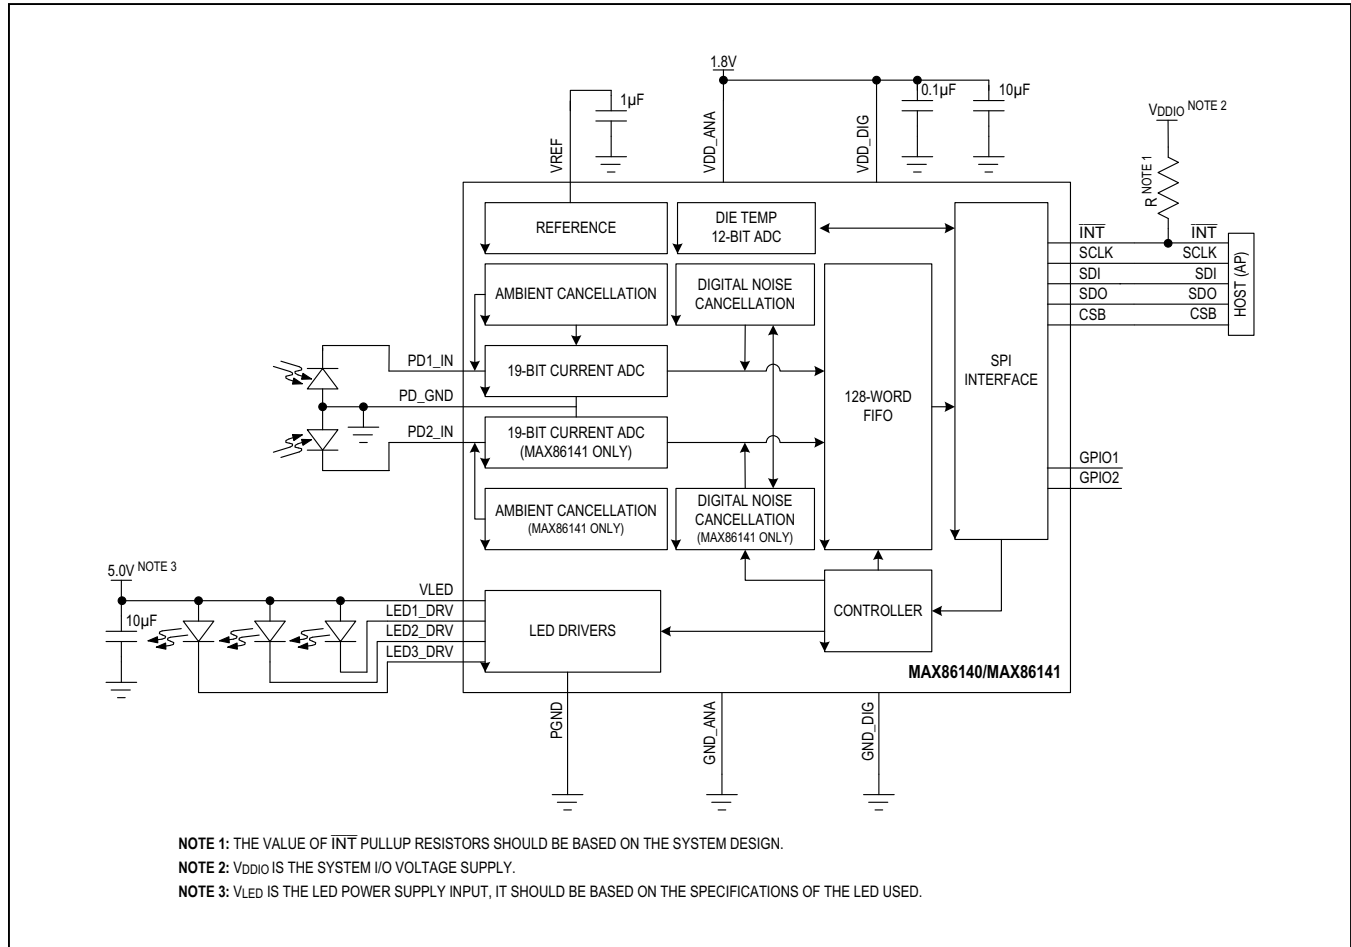 1.8V
1µF
0.1µF
10µF
VDDIO NOTE 2
VREF
VDD_ANA
VDD_DIG
R NOTE 1
REFERENCE
DIE TEMP
12-BIT ADC
INT
SCLK
SDI
SDO
CSB
INT
SCLK
SDI
SDO
CSB
HOST (AP)
AMBIENT CANCELLATION
DIGITAL NOISE
CANCELLATION
PD1_IN
19-BIT CURRENT ADC
PD_GND
PD2_IN
19-BIT CURRENT ADC
(MAX86141 ONLY)
128-WORD
FIFO
SPI
INTERFACE
GPIO1
GPIO2
AMBIENT CANCELLATION
(MAX86141 ONLY)
DIGITAL NOISE
CANCELLATION
(MAX86141 ONLY)
5.0V NOTE 3
10µF
VLED
LED1_DRV
LED2_DRV
LED3_DRV
LED DRIVERS
CONTROLLER
MAX86140/MAX86141
PGND
GND_ANA
GND_DIG
NOTE 1: THE VALUE OF INT PULLUP RESISTORS SHOULD BE BASED ON THE SYSTEM DESIGN.
NOTE 2: VDDIO IS THE SYSTEM I/O VOLTAGE SUPPLY.
NOTE 3: VLED IS THE LED POWER SUPPLY INPUT, IT SHOULD BE BASED ON THE SPECIFICATIONS OF THE LED USED.